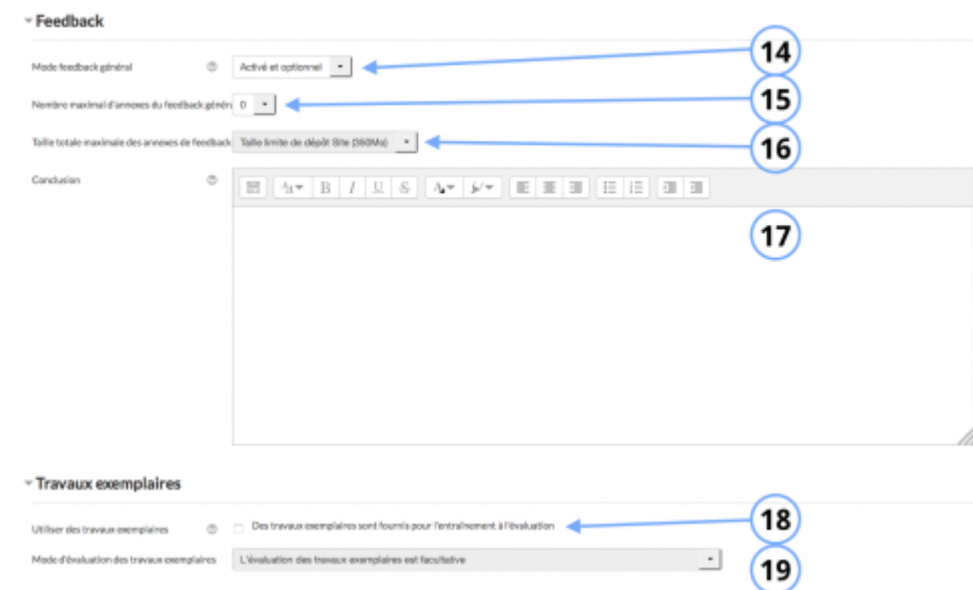 Feedback
Mode feedback général
Activé et optionnel
14
Nombre maximal d'annexes du feedback génér
0
15
Taille totale maximale des annexes de feedback
Taille limite de dépôt Site (350Mo)
16
Conclusion
B I U S
17
Travaux exemplaires
Utiliser des travaux exemplaires
Des travaux exemplaires sont fournis pour l'entraînement à l'évaluation
18
Mode d'évaluation des travaux exemplaires
L'évaluation des travaux exemplaires est facultative
19